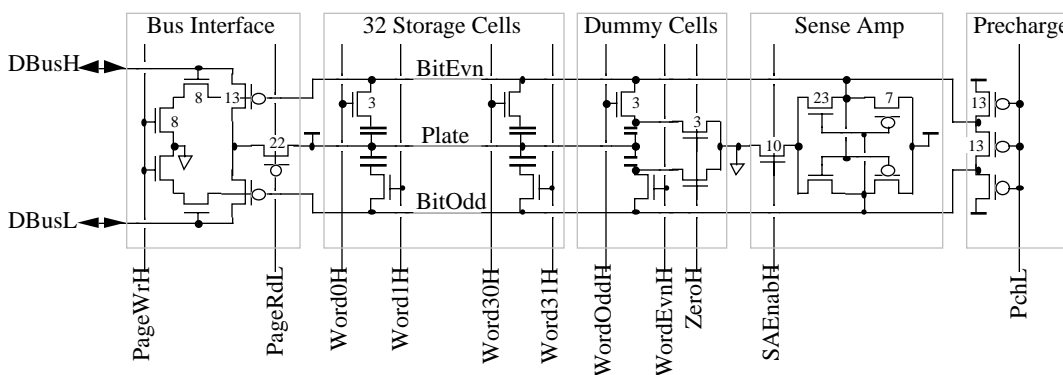 Bus Interface 32 Storage Cells Dummy Cells Sense Amp Precharge
DBusH
BitEvn
8 13 3 3 23 7 13
8 3
22 Plate 10 13
BitOdd
DBusL
PageWrH
PageRdL
Word0H
Word1H
Word30H
Word31H
WordOddH
WordEvnH
ZeroH
SAEnabH
PchL